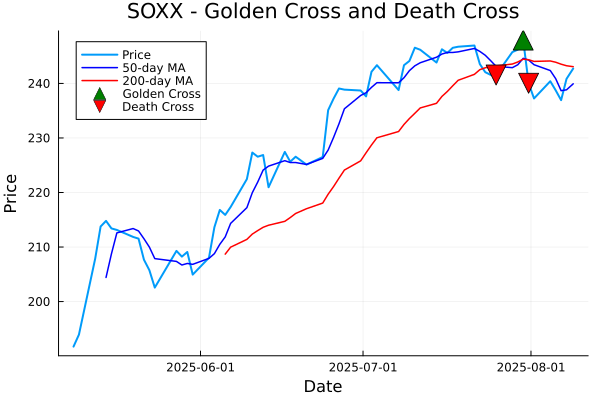 SOXX - Golden Cross and Death Cross
Price
50-day MA
200-day MA
Golden Cross
Death Cross
240
230
220
210
200
Price
2025-06-01
2025-07-01
2025-08-01
Date